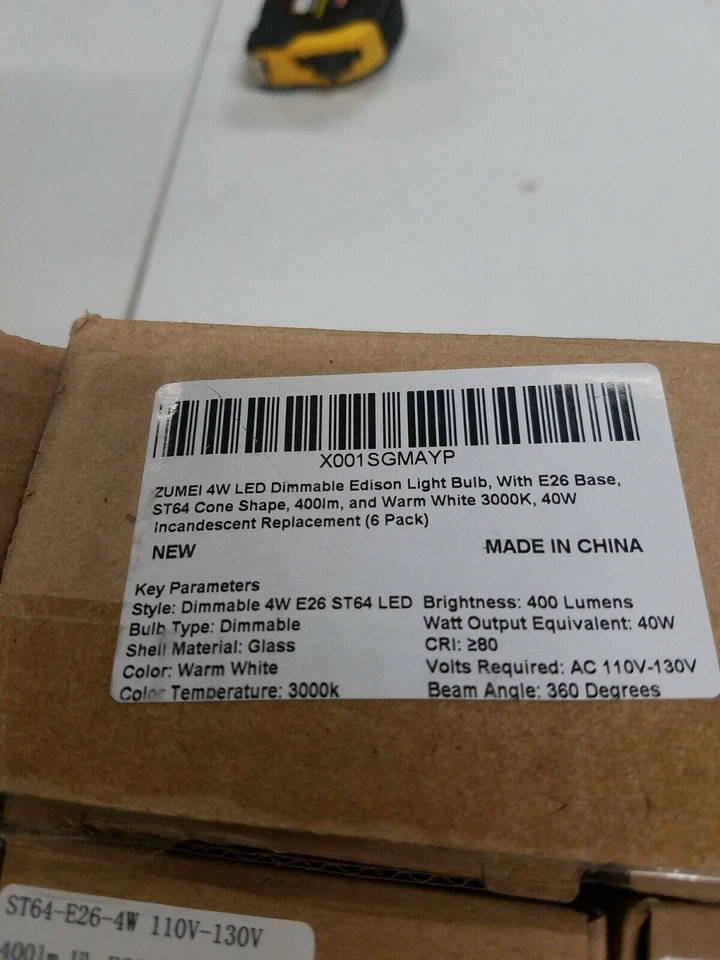 X001SGMAYP
ZUMEI 4W LED Dimmable Edison Light Bulb, With E26 Base,
ST64 Cone Shape, 400lm, and Warm White 3000K, 40W
Incandescent Replacement (6 Pack)
NEW MADE IN CHINA
Key Parameters
Style: Dimmable 4W E26 ST64 LED Brightness: 400 Lumens
Bulb Type: Dimmable Watt Output Equivalent: 40W
Shell Material: Glass CRI: ≥80
Color: Warm White Volts Required: AC 110V-130V
Color Temperature: 3000k Beam Angle: 360 Degrees
ST64-E26-4W 110V-130V
400lm